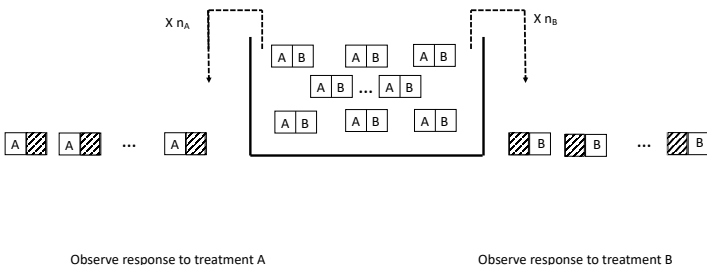 X nA
X nB
A B A B A B
A B ... A B
A B A B A B
A A ... A
B B ... B
Observe response to treatment A
Observe response to treatment B